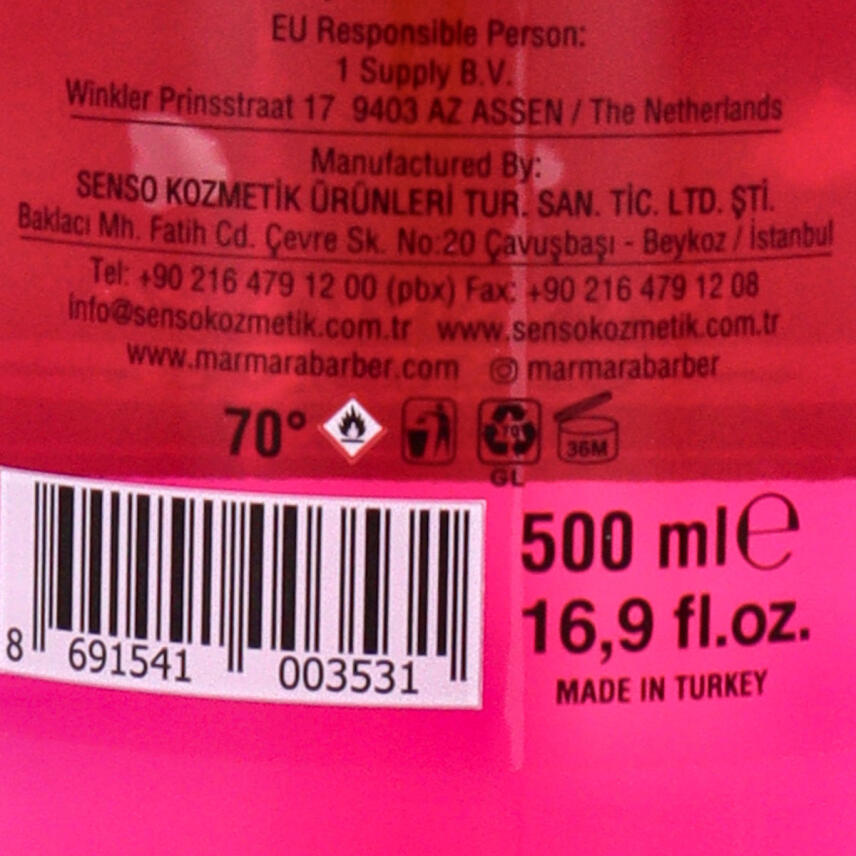 EU Responsible Person:
1 Supply B.V.
Winkler Prinsstraat 17 9403 AZ ASSEN / The Netherlands
Manufactured By:
SENSO KOZMETİK ÜRÜNLERİ TUR. SAN. TİC. LTD. ŞTİ.
Baklacı Mh. Fatih Cd. Çevre Sk. No:20 Çavuşbaşı - Beykoz / İstanbul
Tel: +90 216 479 12 00 (pbx) Fax: +90 216 479 12 08
info@sensokozmetik.com.tr www.sensokozmetik.com.tr
www.marmarabarber.com marmarabarber
70° 70 36M
GL
500 ml e
16,9 fl.oz.
MADE IN TURKEY
8 691541 003531